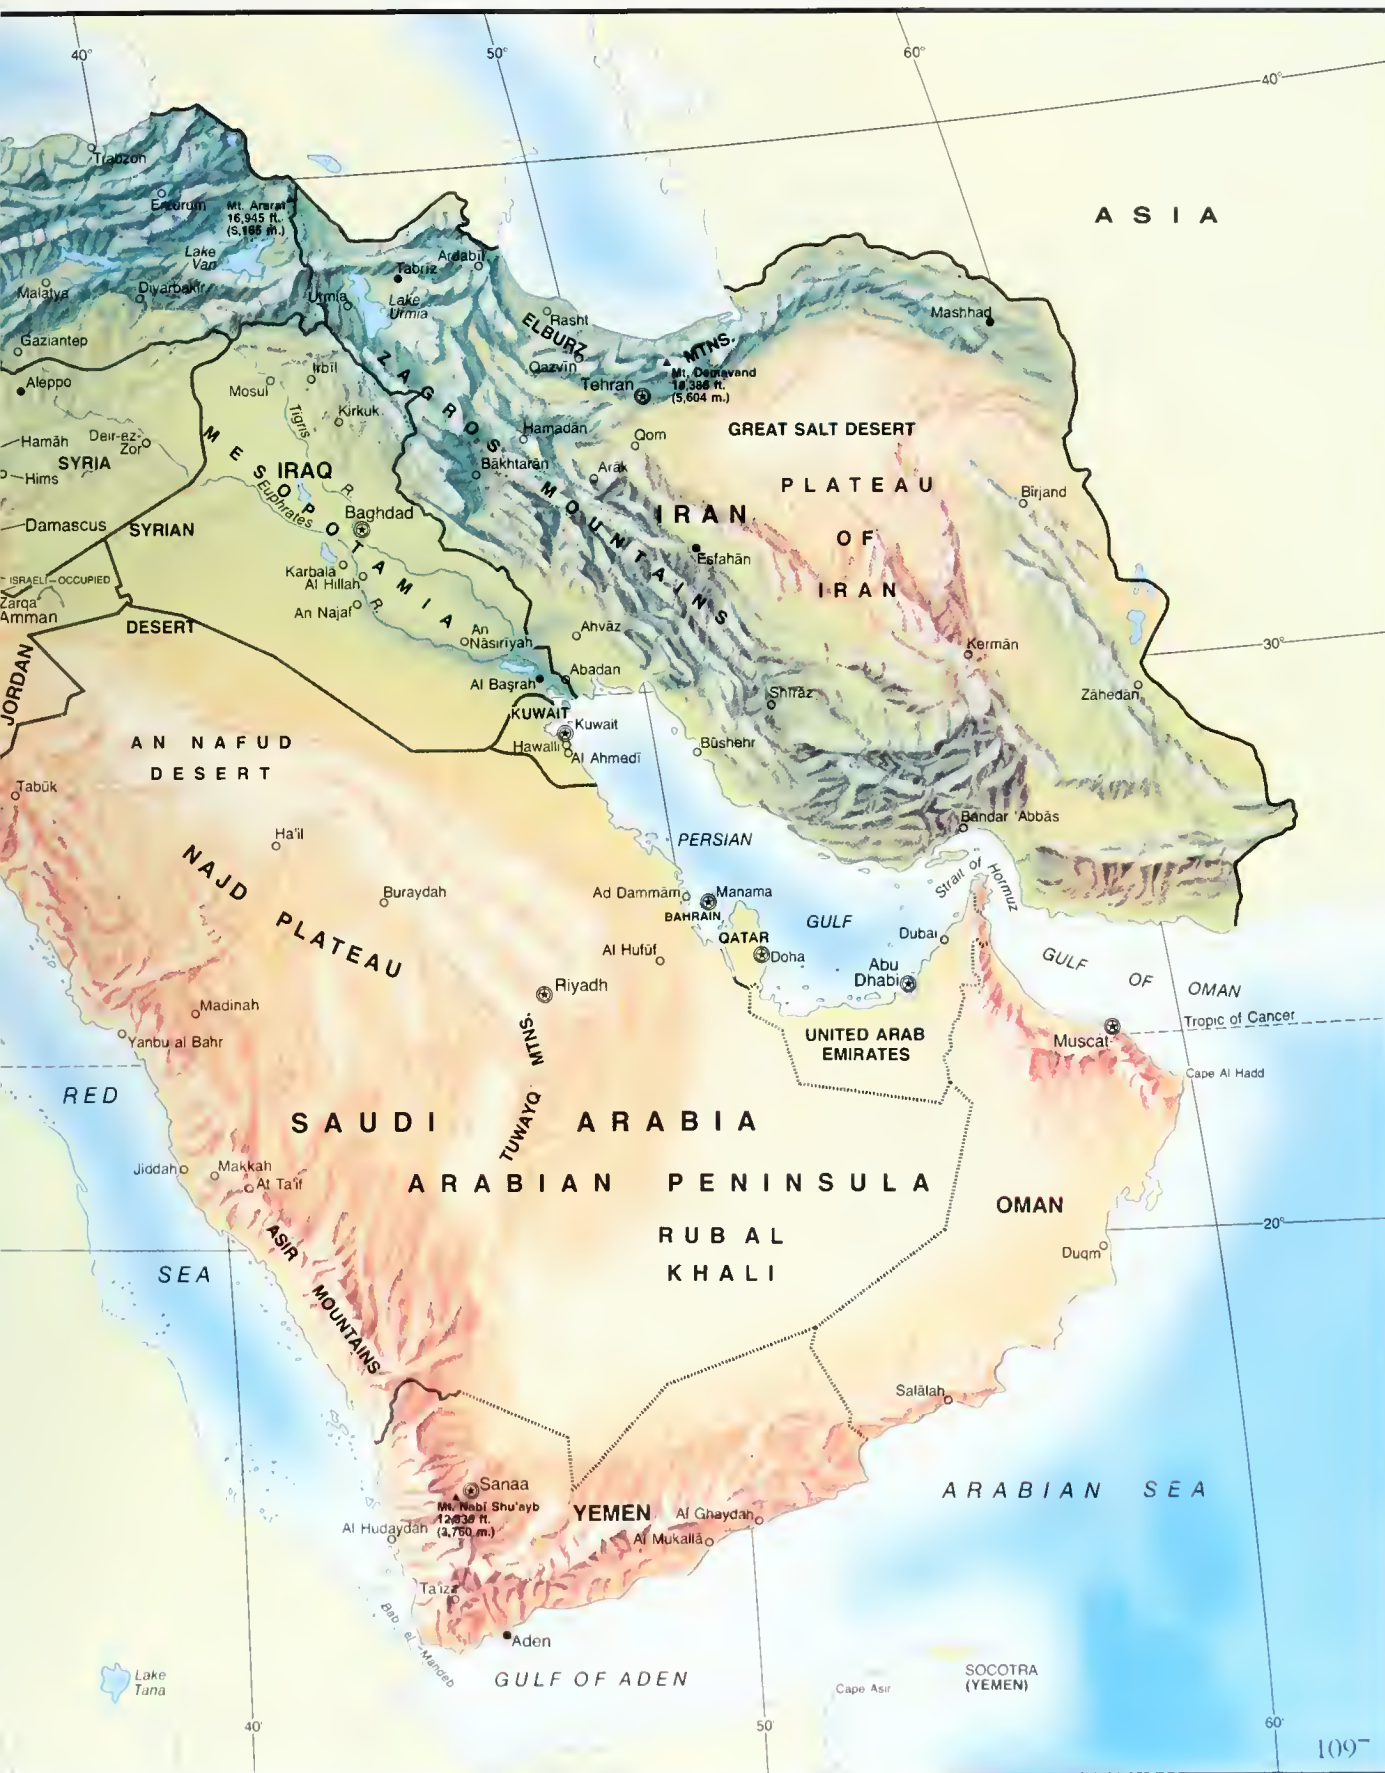 40°
50°
60°
40°
ASIA
Trabzon
Erzurum
Mt. Ararat
16,945 ft.
(5,165 m.)
Lake
Van
Malatya
Diyarbakir
Gaziantep
Urmia
Tabriz
Ardabīl
Lake
Urmia
Rasht
ELBURZ
MTNS.
Qazvīn
Tehran
Mt. Demavand
18,386 ft.
(5,604 m.)
Mashhad
Aleppo
Mosul
Irbīl
Kirkuk
Tigris
R.
ZAGROS MOUNTAINS
Hamadān
Qom
GREAT SALT DESERT
Hamāh
Deir-ez-
Zor
SYRIA
Hims
MESOPOTAMIA
IRAQ
Euphrates
R.
Bākhtarān
Arāk
PLATEAU
OF
IRAN
Bīrjand
IRAN
Damascus
SYRIAN
Baghdad
Esfahān
ISRAELI-OCCUPIED
Karbala
Al Hillah
An Najaf
Zarqa
Amman
DESERT
An
Nāsirīyah
Ahvāz
Kermān
30°
JORDAN
Al Başrah
Abadan
Shīrāz
Zāhedān
KUWAIT
Kuwait
Hawalli
Al Ahmedī
Būshehr
AN NAFUD
DESERT
Tabūk
Bandar 'Abbās
Ha'il
PERSIAN
GULF
Strait of Hormuz
NAJD PLATEAU
Buraydah
Ad Dammām
Manama
BAHRAIN
QATAR
Doha
Dubai
Al Hufūf
Abu
Dhabi
GULF OF OMAN
Riyadh
Madinah
Yanbu al Bahr
UNITED ARAB
EMIRATES
Muscat
Tropic of Cancer
Cape Al Hadd
TUWAYQ MTNS.
RED
SEA
SAUDI ARABIA
Jiddah
Makkah
At Ta'if
ARABIAN PENINSULA
OMAN
20°
RUB AL
KHALI
Duqm
ASIR MOUNTAINS
Salālah
Sanaa
Mt. Nabī Shu'ayb
12,336 ft.
(3,760 m.)
YEMEN
Al Ghaydah
Al Mukallā
Al Hudaydah
ARABIAN SEA
Ta'izz
Bab el-Mandeb
Aden
GULF OF ADEN
Lake
Tana
SOCOTRA
(YEMEN)
Cape Asir
40°
50°
60°
109